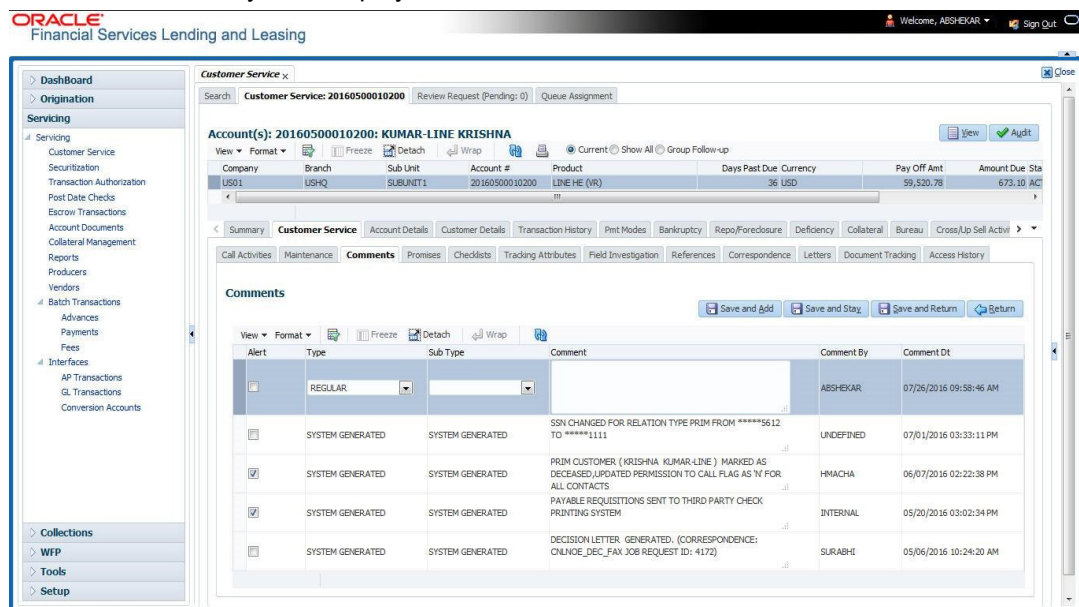 ORACLE
Financial Services Lending and Leasing
Welcome, ABSHEKAR
Sign Out
Close
DashBoard
Origination
Servicing
Servicing
Customer Service
Securitization
Transaction Authorization
Post Date Checks
Escrow Transactions
Account Documents
Collateral Management
Reports
Producers
Vendors
Batch Transactions
Advances
Payments
Fees
Interfaces
AP Transactions
GL Transactions
Conversion Accounts
Collections
WFP
Tools
Setup
Customer Service x
Search Customer Service: 20160500010200 Review Request (Pending: 0) Queue Assignment
Account(s): 20160500010200: KUMAR-LINE KRISHNA
View Audit
View Format Freeze Detach Wrap Current Show All Group Follow-up
Company Branch Sub Unit Account # Product Days Past Due Currency Pay Off Amt Amount Due Sta
US01 USHQ SUBUNIT1 20160500010200 LINE HE (VR) 36 USD 59,520.78 673.10 ACT
Summary Customer Service Account Details Customer Details Transaction History Pmt Modes Bankruptcy Repo/Foreclosure Deficiency Collateral Bureau Cross/Up Sell Activi
Call Activities Maintenance Comments Promises Checklists Tracking Attributes Field Investigation References Correspondence Letters Document Tracking Access History
Comments
Save and Add Save and Stay Save and Return Return
View Format Freeze Detach Wrap
Alert Type Sub Type Comment Comment By Comment Dt
REGULAR ABSHEKAR 07/26/2016 09:58:46 AM
SYSTEM GENERATED SYSTEM GENERATED SSN CHANGED FOR RELATION TYPE PRIM FROM *****5612
TO *****1111 UNDEFINED 07/01/2016 03:33:11 PM
SYSTEM GENERATED SYSTEM GENERATED PRIM CUSTOMER ( KRISHNA KUMAR-LINE ) MARKED AS
DECEASED,UPDATED PERMISSION TO CALL FLAG AS 'N' FOR
ALL CONTACTS HMACHA 06/07/2016 02:22:38 PM
SYSTEM GENERATED SYSTEM GENERATED PAYABLE REQUISITIONS SENT TO THIRD PARTY CHECK
PRINTING SYSTEM INTERNAL 05/20/2016 03:02:34 PM
SYSTEM GENERATED SYSTEM GENERATED DECISION LETTER GENERATED. (CORRESPONDENCE:
CNLNOE_DEC_FAX JOB REQUEST ID: 4172) SURABHI 05/06/2016 10:24:20 AM